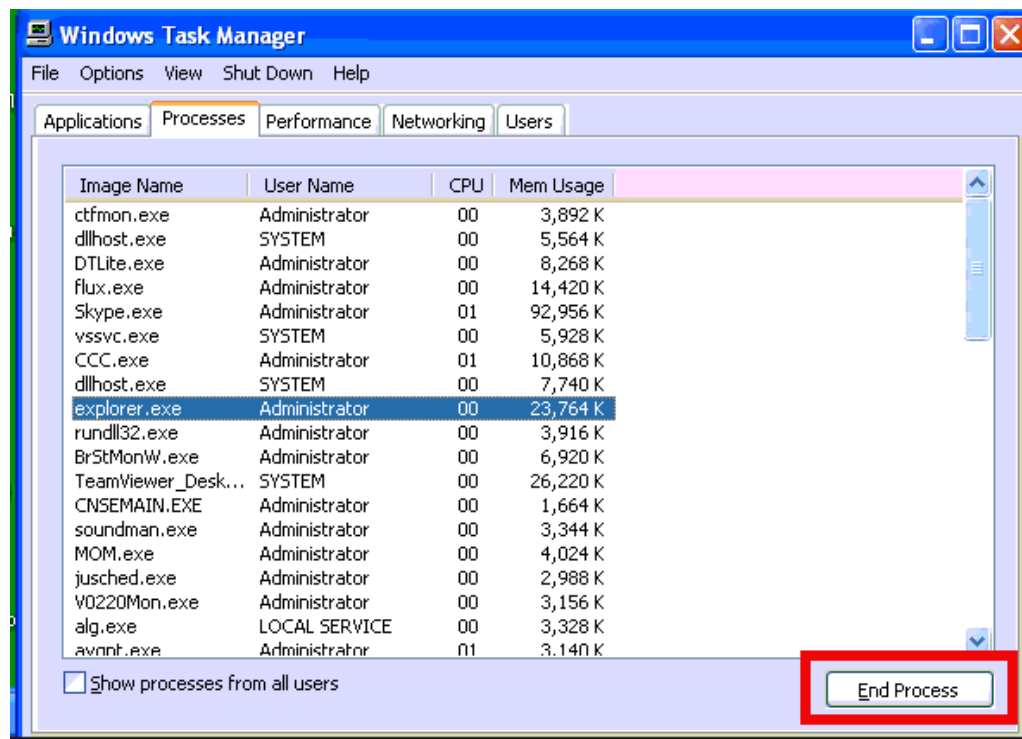 Windows Task Manager
File Options View Shut Down Help
Applications Processes Performance Networking Users
Image Name User Name CPU Mem Usage
ctfmon.exe Administrator 00 3,892 K
dllhost.exe SYSTEM 00 5,564 K
DTLite.exe Administrator 00 8,268 K
flux.exe Administrator 00 14,420 K
Skype.exe Administrator 01 92,956 K
vssvc.exe SYSTEM 00 5,928 K
CCC.exe Administrator 01 10,868 K
dllhost.exe SYSTEM 00 7,740 K
explorer.exe Administrator 00 23,764 K
rundll32.exe Administrator 00 3,916 K
BrStMonW.exe Administrator 00 6,920 K
TeamViewer_Desk... SYSTEM 00 26,220 K
CNSEMAIN.EXE Administrator 00 1,664 K
soundman.exe Administrator 00 3,344 K
MOM.exe Administrator 00 4,024 K
jusched.exe Administrator 00 2,988 K
V0220Mon.exe Administrator 00 3,156 K
alg.exe LOCAL SERVICE 00 3,328 K
avgnt.exe Administrator 01 3,140 K
Show processes from all users
End Process